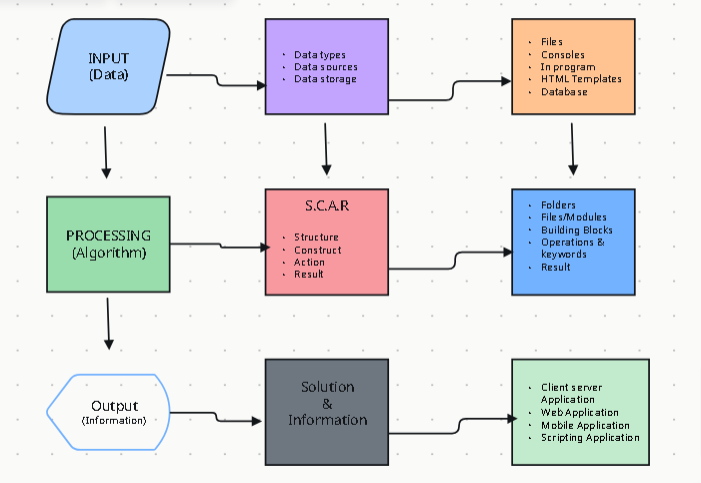 INPUT
(Data)
· Data types
· Data sources
· Data storage
· Files
· Consoles
· In program
· HTML Templates
· Database
PROCESSING
(Algorithm)
S.C.A.R
· Structure
· Construct
· Action
· Result
· Folders
· Files/Modules
· Building Blocks
· Operations &
keywords
· Result
Output
(Information)
Solution
&
Information
· Client server
Application
· Web Application
· Mobile Application
· Scripting Application